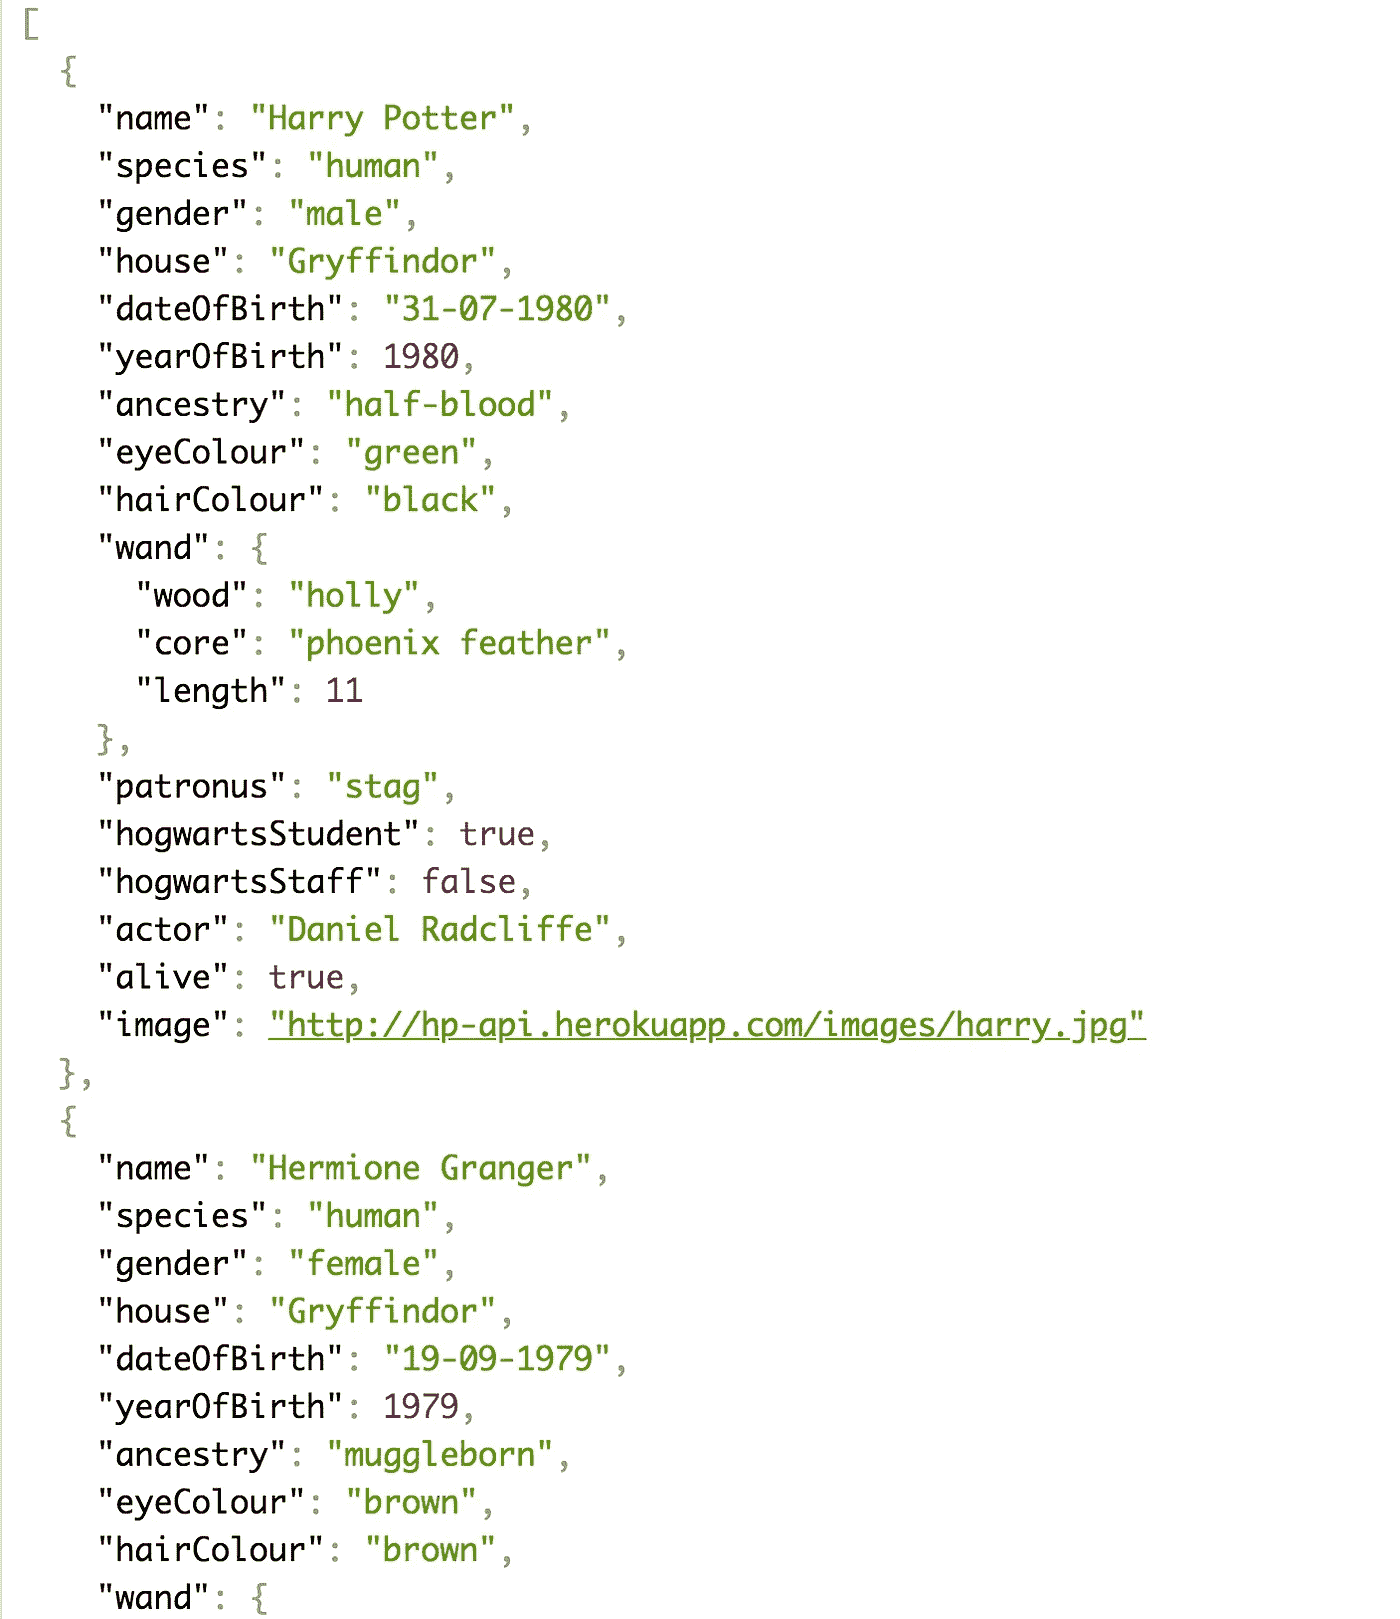 [
  {
    "name": "Harry Potter",
    "species": "human",
    "gender": "male",
    "house": "Gryffindor",
    "dateOfBirth": "31-07-1980",
    "yearOfBirth": 1980,
    "ancestry": "half-blood",
    "eyeColour": "green",
    "hairColour": "black",
    "wand": {
      "wood": "holly",
      "core": "phoenix feather",
      "length": 11
    },
    "patronus": "stag",
    "hogwartsStudent": true,
    "hogwartsStaff": false,
    "actor": "Daniel Radcliffe",
    "alive": true,
    "image": "http://hp-api.herokuapp.com/images/harry.jpg"
  },
  {
    "name": "Hermione Granger",
    "species": "human",
    "gender": "female",
    "house": "Gryffindor",
    "dateOfBirth": "19-09-1979",
    "yearOfBirth": 1979,
    "ancestry": "muggleborn",
    "eyeColour": "brown",
    "hairColour": "brown",
    "wand": {